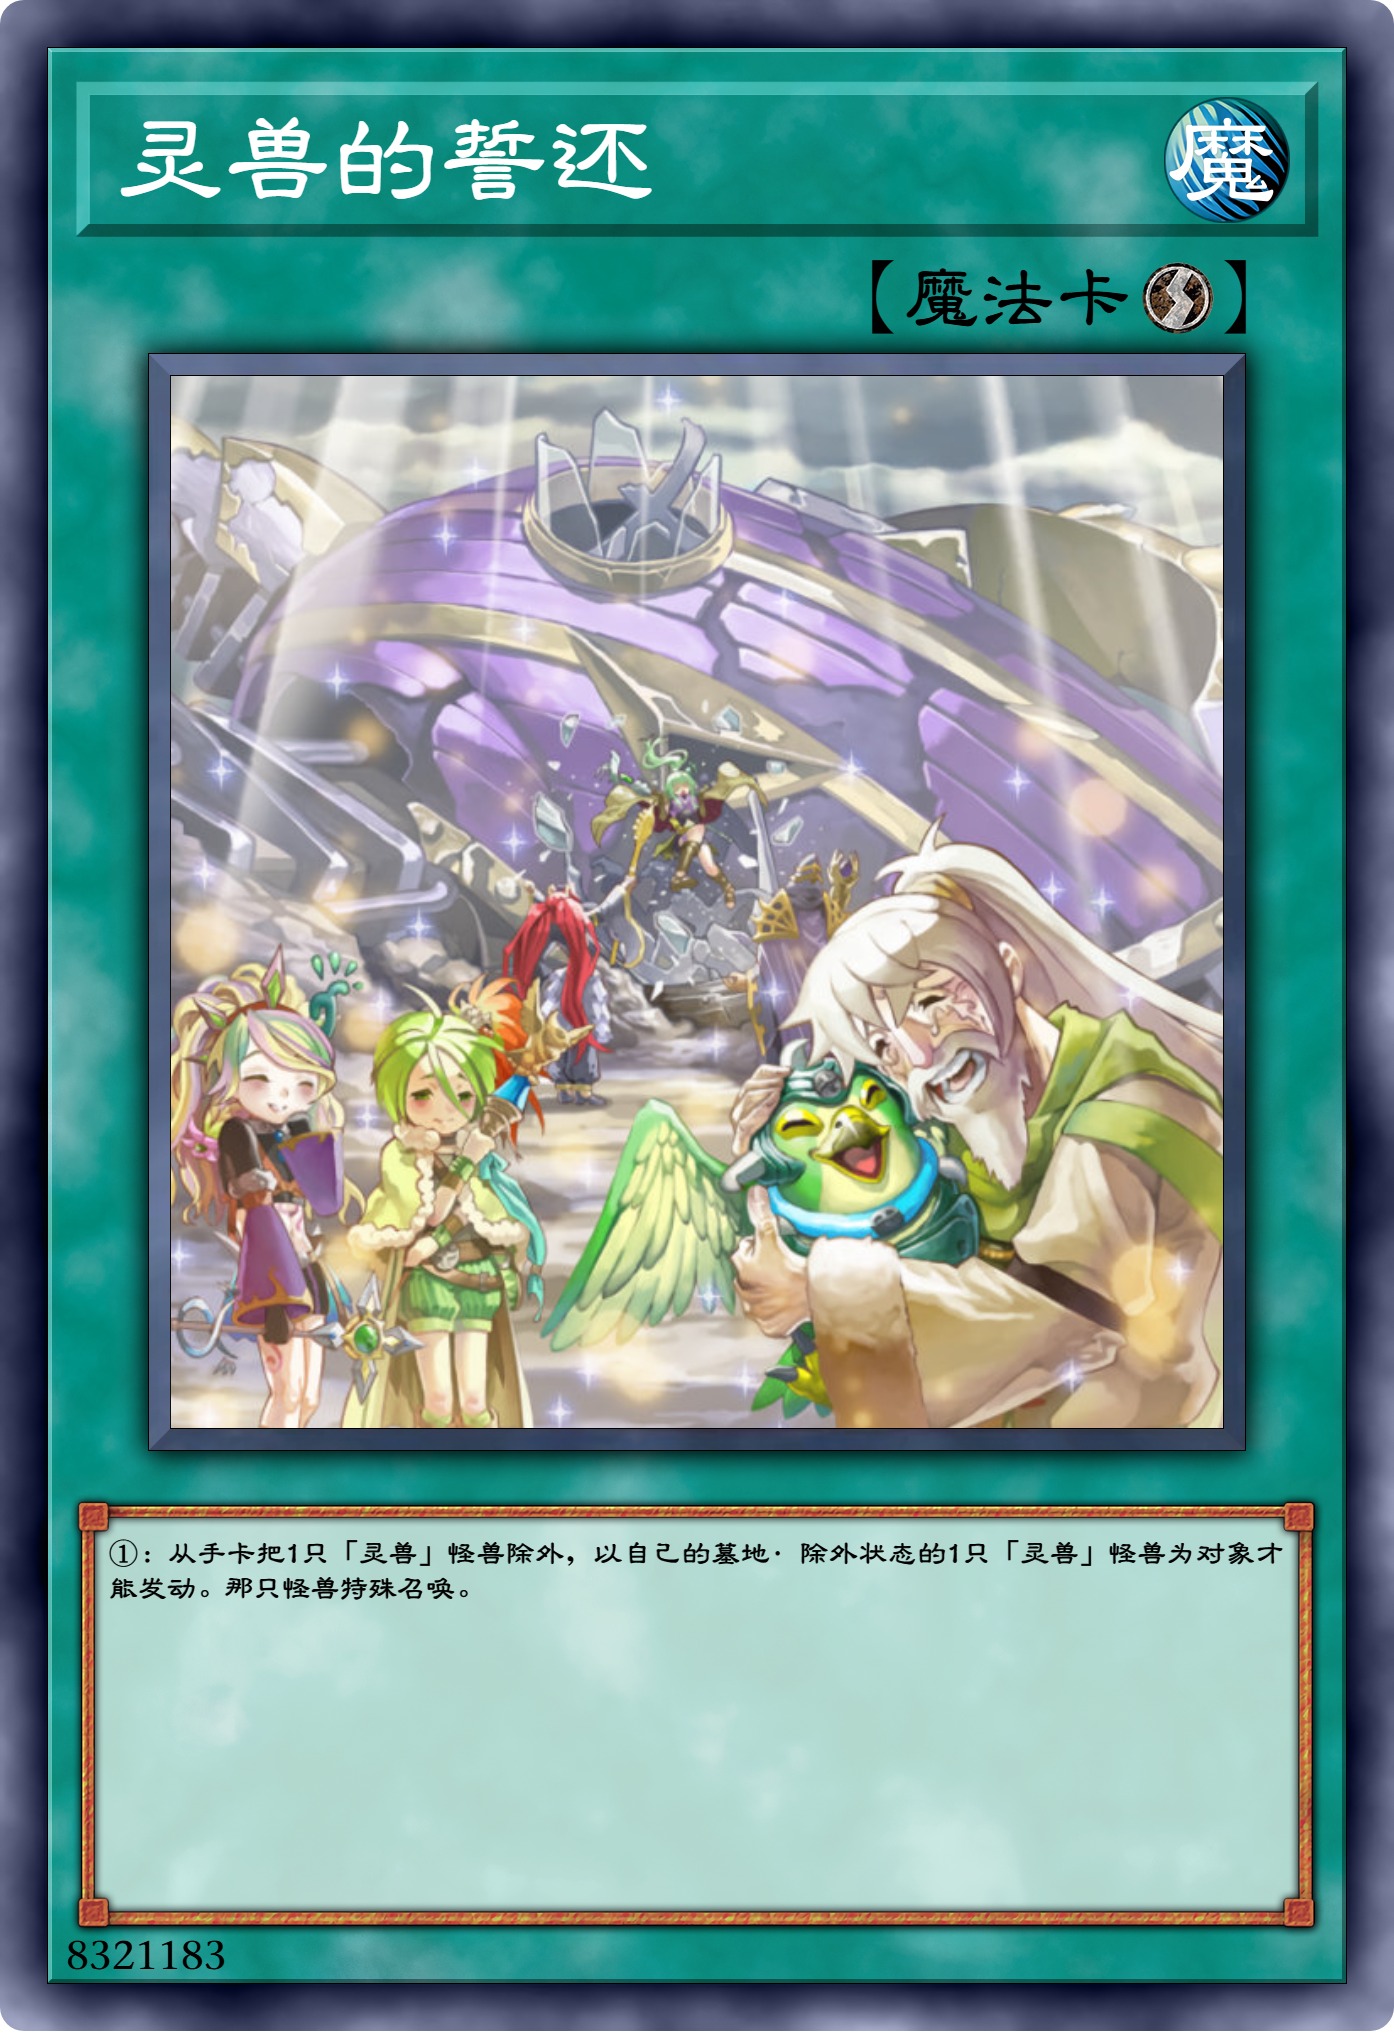 灵兽的誓还
魔
【魔法卡】
①：从手卡把1只「灵兽」怪兽除外，以自己的墓地·除外状态的1只「灵兽」怪兽为对象才
能发动。那只怪兽特殊召唤。
8321183